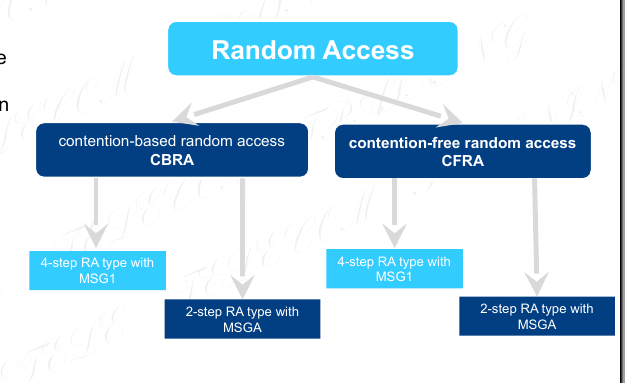 Random Access
contention-based random access
CBRA
contention-free random access
CFRA
4-step RA type with
MSG1
2-step RA type with
MSGA
4-step RA type with
MSG1
2-step RA type with
MSGA